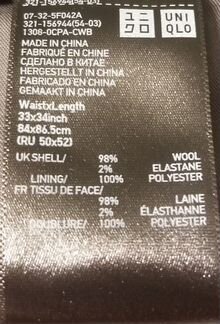 07-32-5F042A
321-156944(54-03)
1308-0CPA-CWB
ユニクロ
UNIQLO
MADE IN CHINA
FABRIQUÉ EN CHINE
СДЕЛАНО В КИТАЕ
HERGESTELLT IN CHINA
FABRICADO EN CHINA
GEMAAKT IN CHINA
WaistxLength
33x34inch
84x86.5cm
(RU 50x52)
UK SHELL/ 98% WOOL
2% ELASTANE
LINING/ 100% POLYESTER
FR TISSU DE FACE/
98% LAINE
2% ÉLASTHANNE
DOUBLURE/ 100% POLYESTER